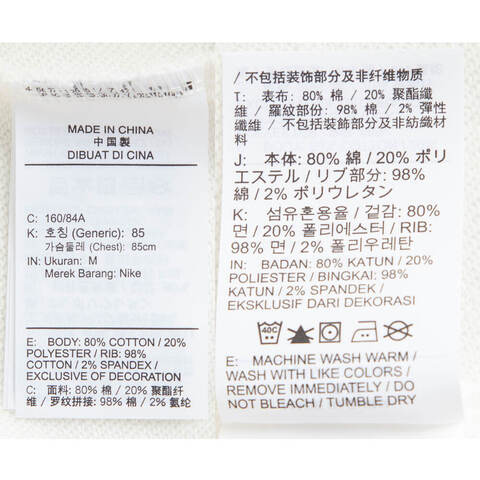 MADE IN CHINA
中国製
DIBUAT DI CINA
C: 160/84A
K: 호칭 (Generic): 85
가슴둘레 (Chest): 85cm
IN: Ukuran: M
Merek Barang: Nike
E: BODY: 80% COTTON / 20%
POLYESTER / RIB: 98%
COTTON / 2% SPANDEX /
EXCLUSIVE OF DECORATION
C: 面料: 80% 棉 / 20% 聚酯纤
维 / 罗纹拼接: 98% 棉 / 2% 氨纶
/ 不包括装饰部分及非纤维物质
T: 表布: 80% 棉 / 20% 聚酯纖
維 / 羅紋部份: 98% 棉 / 2% 彈性
纖維 / 不包括裝飾部分及非紡織材
料
J: 本体: 80% 綿 / 20% ポリ
エステル / リブ部分: 98%
綿 / 2% ポリウレタン
K: 섬유혼용율 / 겉감: 80%
면 / 20% 폴리에스터 / RIB:
98% 면 / 2% 폴리우레탄
IN: BADAN: 80% KATUN / 20%
POLIESTER / BINGKAI: 98%
KATUN / 2% SPANDEK /
EKSKLUSIF DARI DEKORASI
40C
E: MACHINE WASH WARM /
WASH WITH LIKE COLORS /
REMOVE IMMEDIATELY / DO
NOT BLEACH / TUMBLE DRY